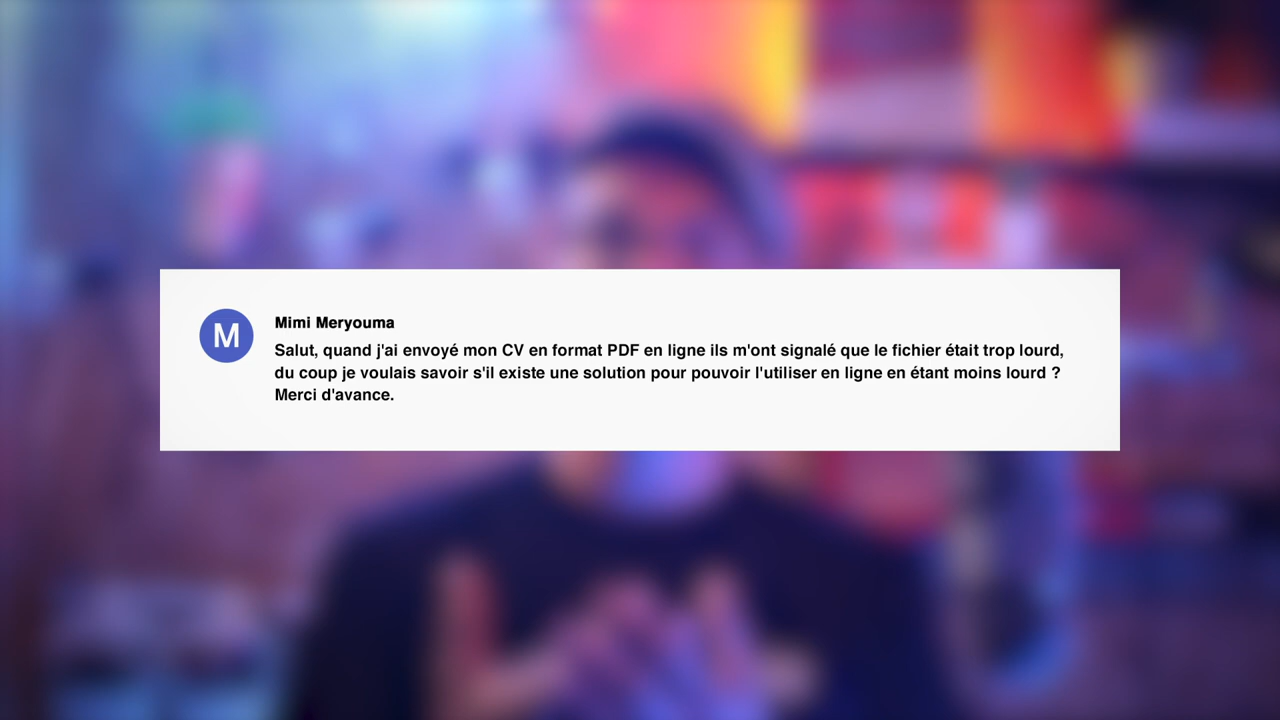 M
Mimi Meryouma
Salut, quand j'ai envoyé mon CV en format PDF en ligne ils m'ont signalé que le fichier était trop lourd,
du coup je voulais savoir s'il existe une solution pour pouvoir l'utiliser en ligne en étant moins lourd ?
Merci d'avance.